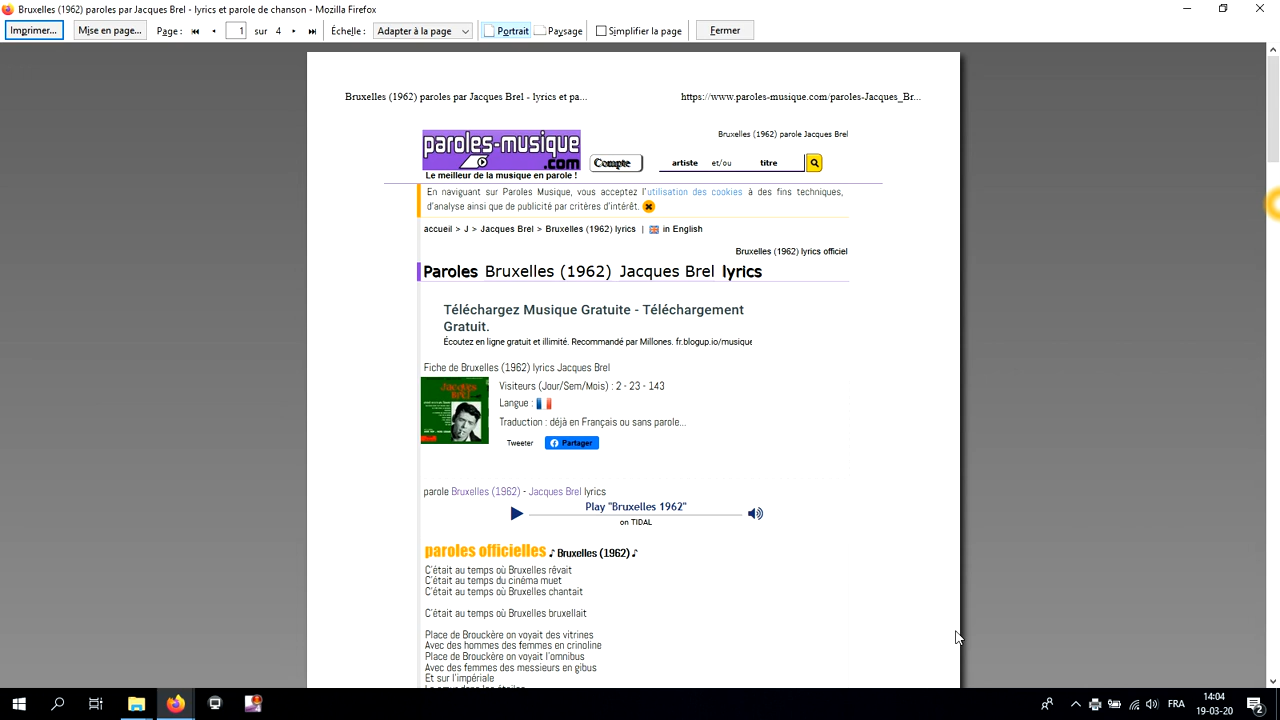 Bruxelles (1962) paroles par Jacques Brel - lyrics et parole de chanson - Mozilla Firefox
Imprimer... Mise en page... Page : 1 sur 4 Échelle : Adapter à la page Portrait Paysage Simplifier la page Fermer
Bruxelles (1962) paroles par Jacques Brel - lyrics et pa... https://www.paroles-musique.com/paroles-Jacques_Br...
Bruxelles (1962) parole Jacques Brel
paroles-musique
.com
Compte artiste et/ou titre
Le meilleur de la musique en parole !
En naviguant sur Paroles Musique, vous acceptez l'utilisation des cookies à des fins techniques,
d'analyse ainsi que de publicité par critères d'intérêt.
accueil > J > Jacques Brel > Bruxelles (1962) lyrics | in English
Bruxelles (1962) lyrics officiel
Paroles Bruxelles (1962) Jacques Brel lyrics
Téléchargez Musique Gratuite - Téléchargement
Gratuit.
Écoutez en ligne gratuit et illimité. Recommandé par Millones. fr.blogup.io/musique
Fiche de Bruxelles (1962) lyrics Jacques Brel
Jacques
Brel
Visiteurs (Jour/Sem/Mois) : 2 - 23 - 143
Langue :
Traduction : déjà en Français ou sans parole...
Tweeter Partager
parole Bruxelles (1962) - Jacques Brel lyrics
Play "Bruxelles 1962"
on TIDAL
paroles officielles ♪ Bruxelles (1962) ♪
C'était au temps où Bruxelles rêvait
C'était au temps du cinéma muet
C'était au temps où Bruxelles chantait
C'était au temps où Bruxelles bruxellait
Place de Brouckère on voyait des vitrines
Avec des hommes des femmes en crinoline
Place de Brouckère on voyait l'omnibus
Avec des femmes des messieurs en gibus
Et sur l'impériale
14:04
FRA
19-03-20
2